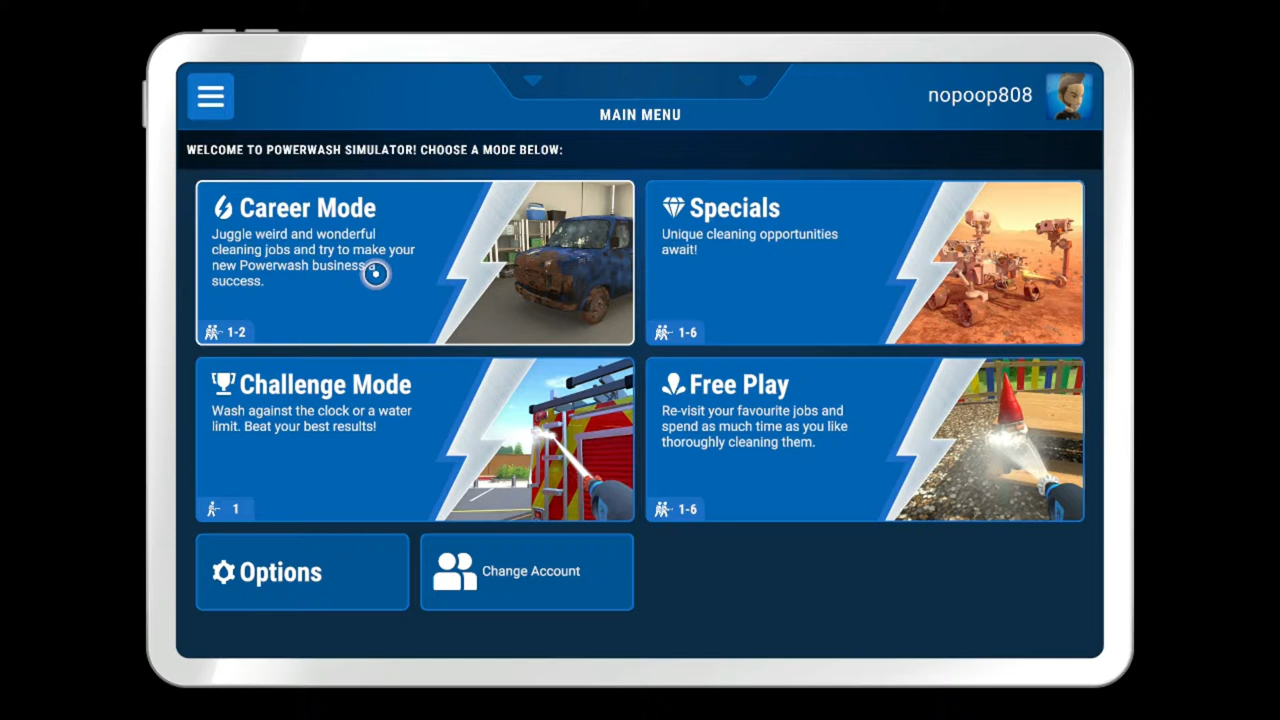 nopoop808
MAIN MENU
WELCOME TO POWERWASH SIMULATOR! CHOOSE A MODE BELOW:
Career Mode
Juggle weird and wonderful
cleaning jobs and try to make your
new Powerwash business a
success.
1-2
Specials
Unique cleaning opportunities
await!
1-6
Challenge Mode
Wash against the clock or a water
limit. Beat your best results!
1
Free Play
Re-visit your favourite jobs and
spend as much time as you like
thoroughly cleaning them.
1-6
Options
Change Account